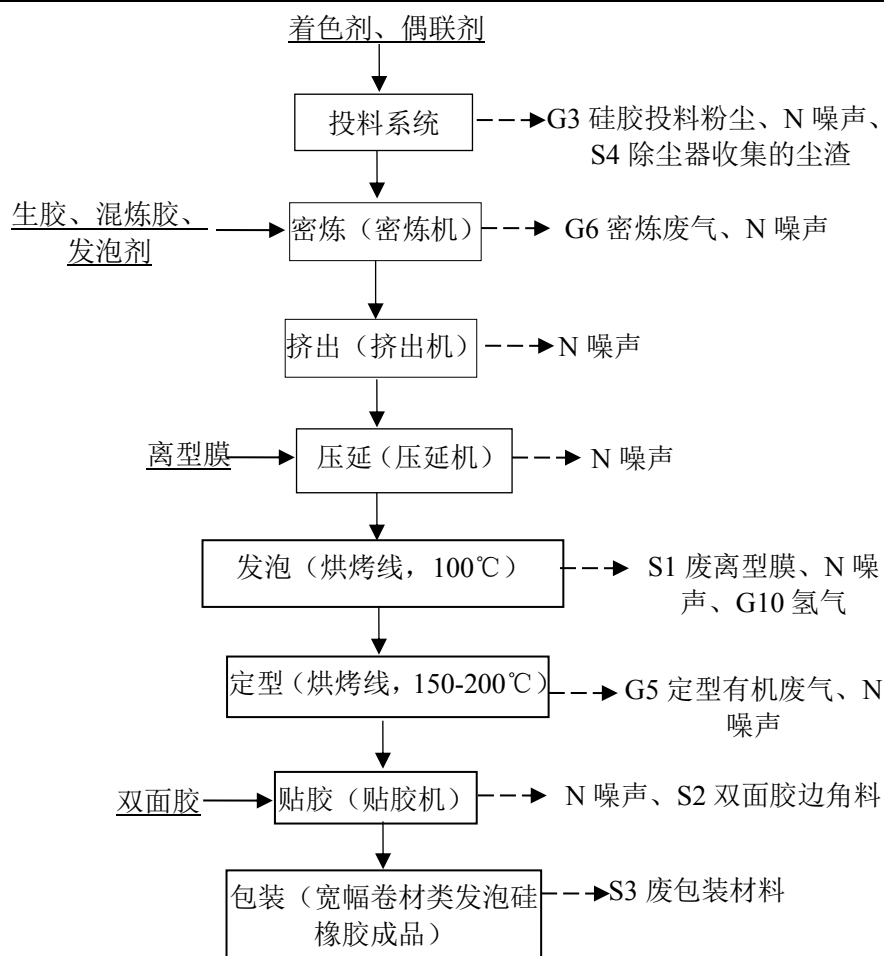 着色剂、偶联剂
投料系统
G3 硅胶投料粉尘、N 噪声、
S4 除尘器收集的尘渣
生胶、混炼胶、
发泡剂
密炼（密炼机）
G6 密炼废气、N 噪声
挤出（挤出机）
N 噪声
离型膜
压延（压延机）
N 噪声
发泡（烘烤线，100℃）
S1 废离型膜、N 噪
声、G10 氢气
定型（烘烤线，150-200℃）
G5 定型有机废气、N
噪声
双面胶
贴胶（贴胶机）
N 噪声、S2 双面胶边角料
包装（宽幅卷材类发泡硅
橡胶成品）
S3 废包装材料